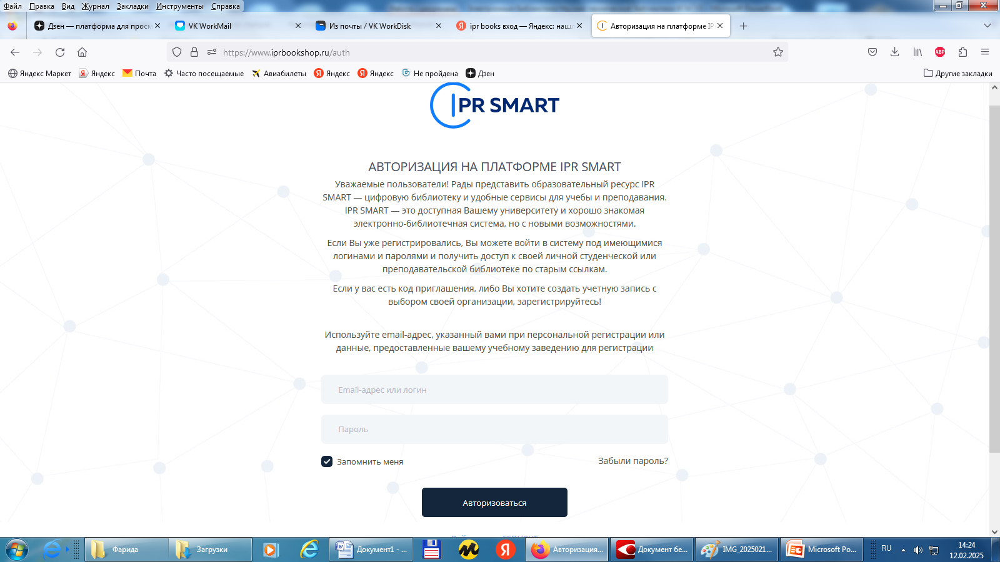 Файл Правка Вид Журнал Закладки Инструменты Справка
Дзен — платформа для просм
VK WorkMail
Из почты / VK WorkDisk
ipr books вход — Яндекс: нашл
Авторизация на платформе IP
https://www.iprbookshop.ru/auth
ABP
Яндекс Маркет
Яндекс
Почта
Часто посещаемые
Авиабилеты
Яндекс
Яндекс
Не пройдена
Дзен
Другие закладки
IPR SMART
АВТОРИЗАЦИЯ НА ПЛАТФОРМЕ IPR SMART
Уважаемые пользователи! Рады представить образовательный ресурс IPR
SMART — цифровую библиотеку и удобные сервисы для учебы и преподавания.
IPR SMART — это доступная Вашему университету и хорошо знакомая
электронно-библиотечная система, но с новыми возможностями.
Если Вы уже регистрировались, Вы можете войти в систему под имеющимися
логинами и паролями и получить доступ к своей личной студенческой или
преподавательской библиотеке по старым ссылкам.
Если у вас есть код приглашения, либо Вы хотите создать учетную запись с
выбором своей организации, зарегистрируйтесь!
Используйте email-адрес, указанный вами при персональной регистрации или
данные, предоставленные вашему учебному заведению для регистрации
Email-адрес или логин
Пароль
Запомнить меня
Забыли пароль?
Авторизоваться
Фарида
Загрузки
Документ1 - ...
Авторизация...
Документ бе...
IMG_2025021...
Microsoft Po...
RU
14:24
12.02.2025